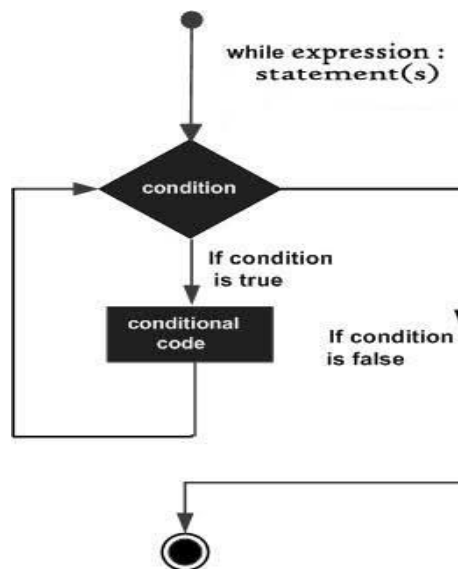 while expression :
statement(s)
condition
If condition
is true
conditional
code
If condition
is false